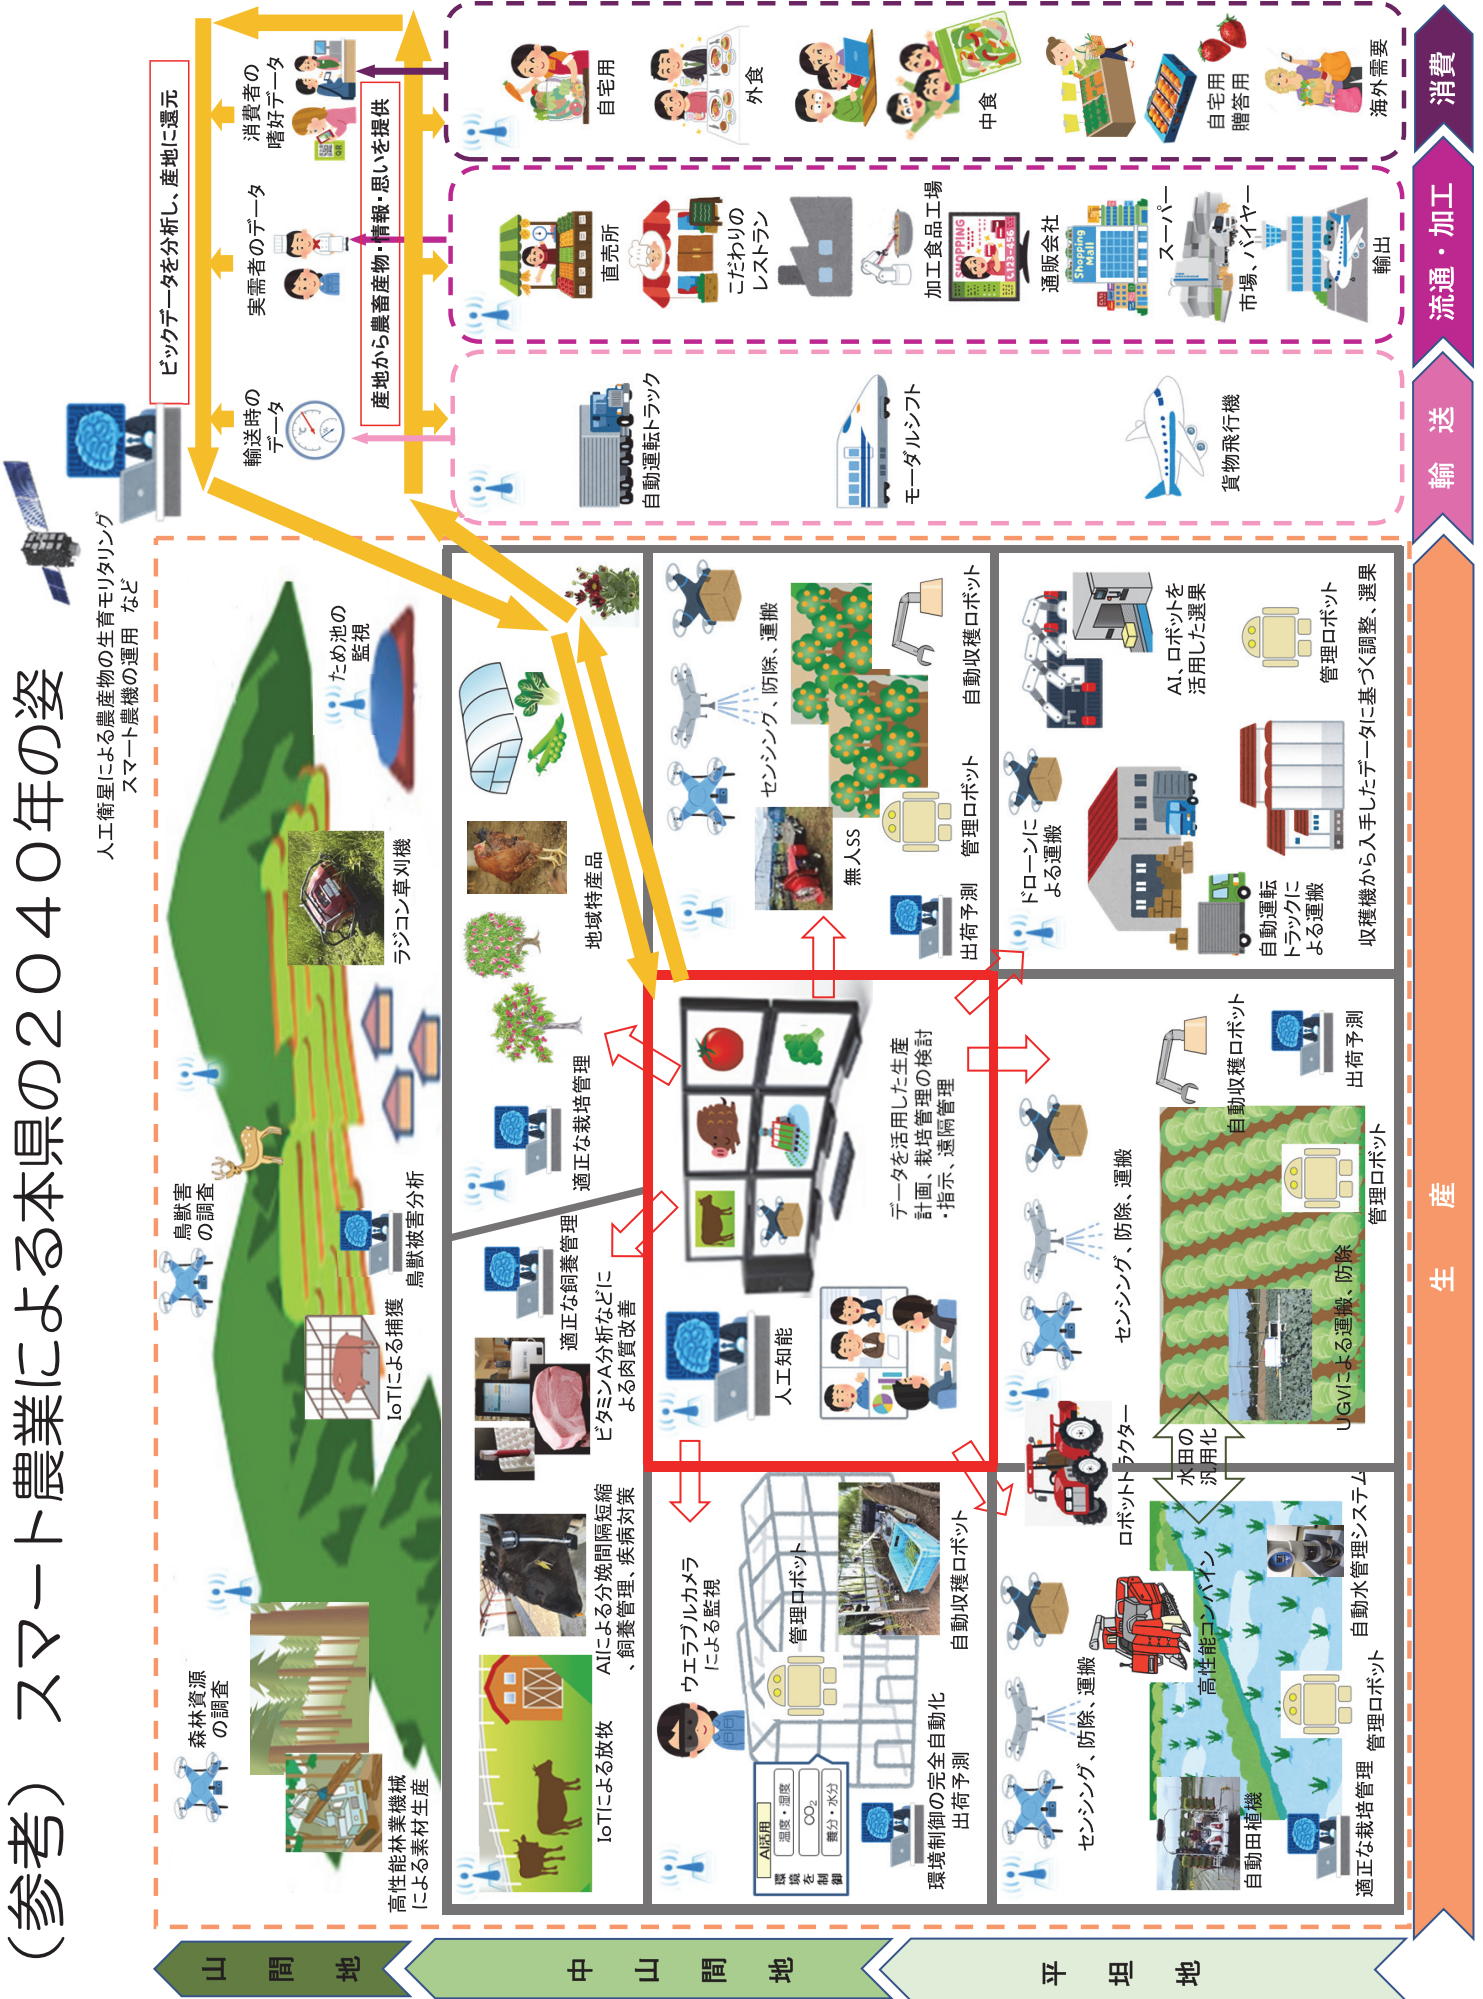 （参考）　スマート農業による本県の２０４０年の姿
人工衛星による農産物の生育モリタリング
スマート農機の運用　など
ビックデータを分析し、産地に還元
輸送時の
データ
実需者のデータ
消費者の
嗜好データ
産地から農畜産物・情報・思いを提供
山間地
中山間地
平坦地
森林資源
の調査
高性能林業機械
による素材生産
鳥獣害
の調査
IoTによる捕獲
鳥獣被害分析
ラジコン草刈機
ため池の
監視
IoTによる放牧
AIによる分娩間隔短縮
、飼養管理、疾病対策
ビタミンA分析などに
よる肉質改善
適正な飼養管理
適正な栽培管理
地域特産品
ウエラブルカメラ
による監視
管理ロボット
AI活用
環境を制御
温度・湿度
CO₂
養分・水分
環境制御の完全自動化
出荷予測
自動収穫ロボット
人工知能
データを活用した生産
計画、栽培管理の検討
・指示、遠隔管理
センシング、防除、運搬
無人SS
出荷予測
管理ロボット
自動収穫ロボット
センシング、防除、運搬
高性能コンバイン
ロボットトラクター
水田の
汎用化
自動田植機
適正な栽培管理
管理ロボット
自動水管理システム
センシング、防除、運搬
UGVによる運搬、防除
管理ロボット
自動収穫ロボット
出荷予測
ドローンに
よる運搬
自動運転
トラックに
よる運搬
AI、ロボットを
活用した選果
管理ロボット
収穫機から入手したデータに基づく調整、選果
自動運転トラック
モーダルシフト
貨物飛行機
直売所
こだわりの
レストラン
加工食品工場
SHOPPING
通販会社
Shopping
Mall
スーパー
市場、バイヤー
輸出
QR
自宅用
外食
中食
自宅用
贈答用
海外需要
生　産
輸　送
流通・加工
消費